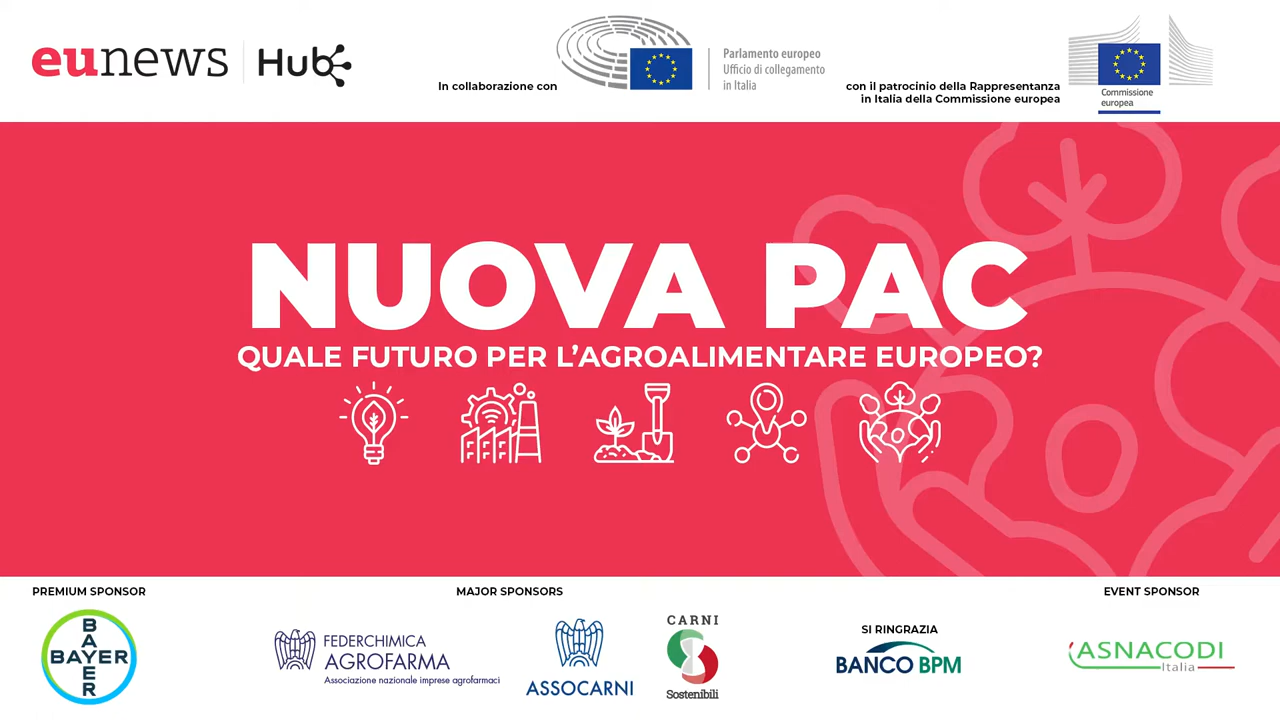 eunews Hub
In collaborazione con
Parlamento europeo
Ufficio di collegamento
in Italia
con il patrocinio della Rappresentanza
in Italia della Commissione europea
Commissione
europea
NUOVA PAC
QUALE FUTURO PER L'AGROALIMENTARE EUROPEO?
PREMIUM SPONSOR
BAYER
BAYER
MAJOR SPONSORS
FEDERCHIMICA
AGROFARMA
Associazione nazionale imprese agrofarmaci
ASSOCARNI
CARNI
Sostenibili
SI RINGRAZIA
BANCO BPM
EVENT SPONSOR
ASNACODI
Italia